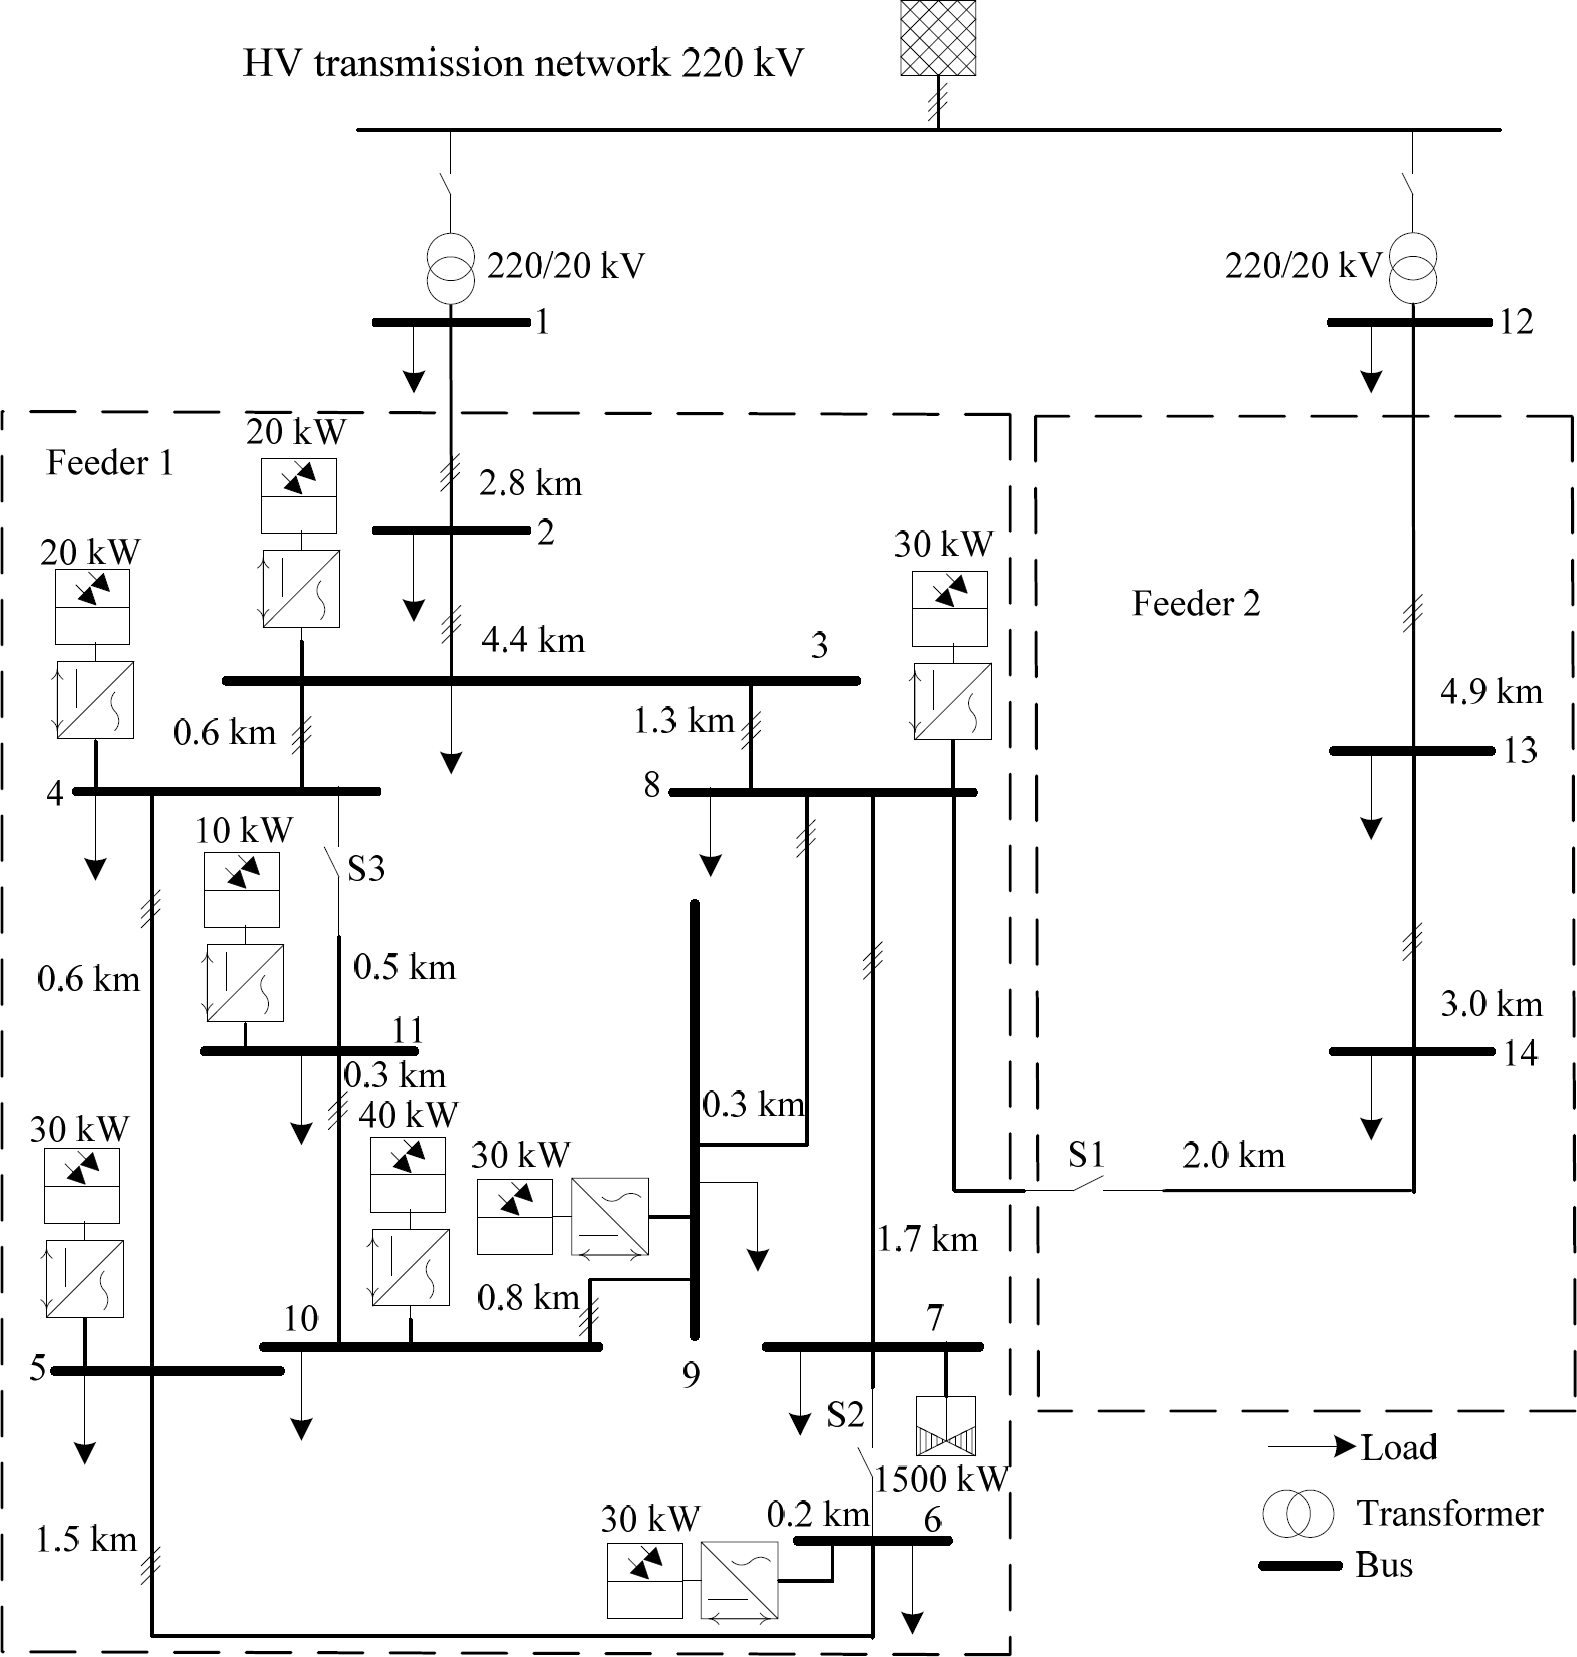 HV transmission network 220 kV
220/20 kV
220/20 kV
1
12
Feeder 1
20 kW
2.8 km
2
20 kW
30 kW
Feeder 2
4.4 km
3
0.6 km
1.3 km
4.9 km
13
4
8
10 kW
S3
0.6 km
0.5 km
3.0 km
11
14
0.3 km
40 kW
0.3 km
30 kW
30 kW
S1
2.0 km
1.7 km
0.8 km
10
7
5
9
S2
Load
1500 kW
30 kW
0.2 km
6
Transformer
1.5 km
Bus